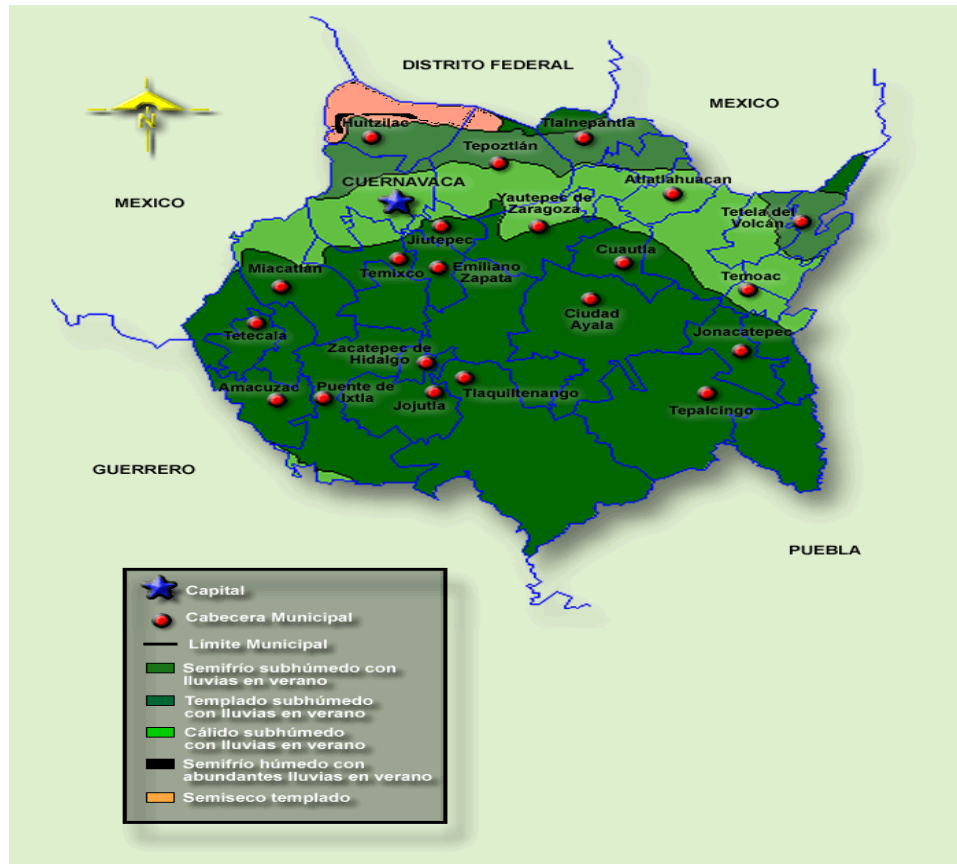 DISTRITO FEDERAL
MEXICO
N
Huitzilac
Tlalnepantla
Tepoztlán
CUERNAVACA
Atlatlahuacan
MEXICO
Yautepec de
Zaragoza
Tetela del
Volcán
Jiutepec
Cuautla
Miacatlán
Temixco
Emiliano
Zapata
Temoac
Ciudad
Ayala
Tetecala
Jonacatepec
Zacatepec de
Hidalgo
Amacuzac
Puente de
Ixtla
Jojutla
Tlaquiltenango
Tepalcingo
GUERRERO
PUEBLA
Capital
Cabecera Municipal
Límite Municipal
Semifrío subhúmedo con
lluvias en verano
Templado subhúmedo
con lluvias en verano
Cálido subhúmedo
con lluvias en verano
Semifrío húmedo con
abundantes lluvias en verano
Semiseco templado